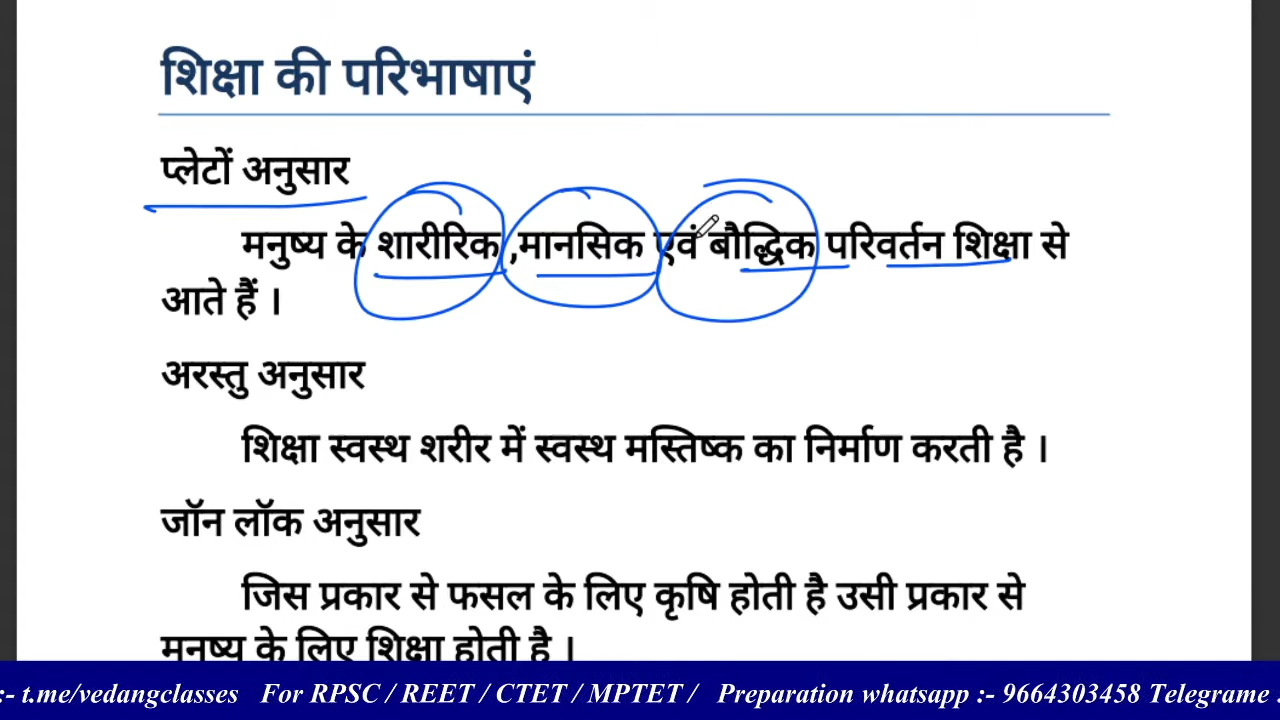 शिक्षा की परिभाषाएं
प्लेटों अनुसार
मनुष्य के शारीरिक ,मानसिक एवं बौद्धिक परिवर्तन शिक्षा से
आते हैं ।
अरस्तु अनुसार
शिक्षा स्वस्थ शरीर में स्वस्थ मस्तिष्क का निर्माण करती है ।
जॉन लॉक अनुसार
जिस प्रकार से फसल के लिए कृषि होती है उसी प्रकार से
मनुष्य के लिए शिक्षा होती है ।
:- t.me/vedangclasses For RPSC / REET / CTET / MPTET / Preparation whatsapp :- 9664303458 Telegrame :